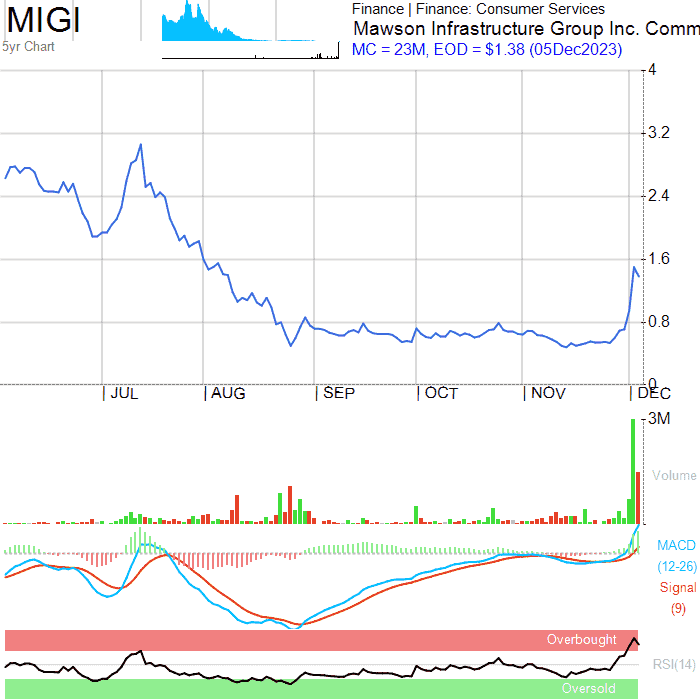 MIGI
5yr Chart
Finance | Finance: Consumer Services
Mawson Infrastructure Group Inc. Comm
MC = 23M, EOD = $1.38 (05Dec2023)
4
3.2
2.4
1.6
0.8
0
| JUL | AUG | SEP | OCT | NOV | DEC
3M
Volume
MACD
(12-26)
Signal
(9)
Overbought
RSI(14)
Oversold